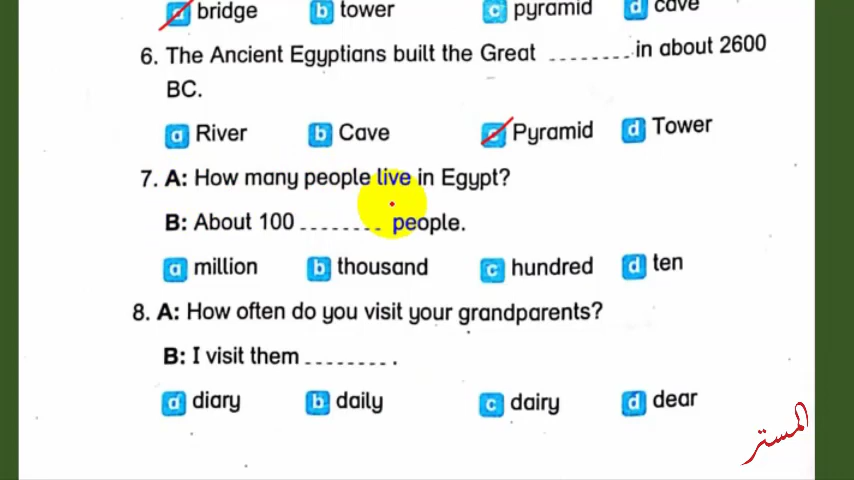 a bridge b tower c pyramid d cave
6. The Ancient Egyptians built the Great ........ in about 2600
BC.
a River b Cave c Pyramid d Tower
7. A: How many people live in Egypt?
B: About 100 ........ people.
a million b thousand c hundred d ten
8. A: How often do you visit your grandparents?
B: I visit them ........ .
a diary b daily c dairy d dear
المستر